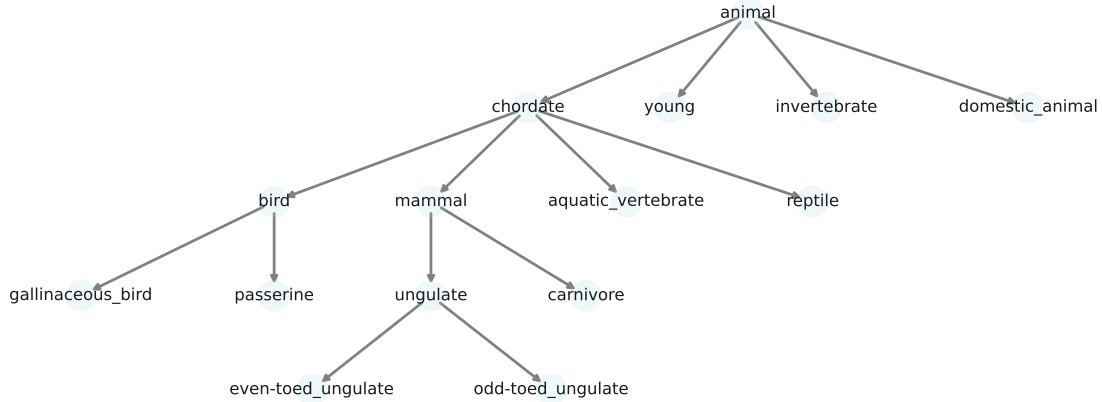 animal
chordate young invertebrate domestic_animal
bird mammal aquatic_vertebrate reptile
gallinaceous_bird passerine ungulate carnivore
even-toed_ungulate odd-toed_ungulate